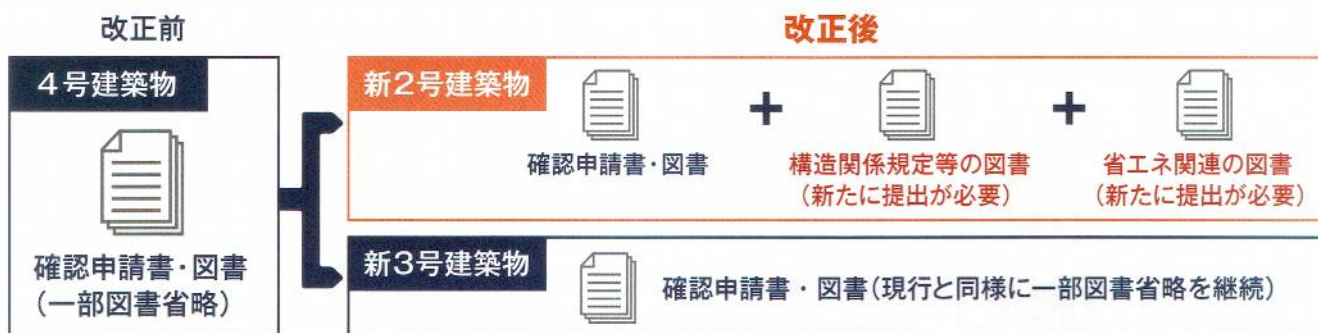 改正前
改正後
4号建築物
確認申請書・図書
(一部図書省略)
新2号建築物
確認申請書・図書
+
構造関係規定等の図書
(新たに提出が必要)
+
省エネ関連の図書
(新たに提出が必要)
新3号建築物
確認申請書・図書(現行と同様に一部図書省略を継続)